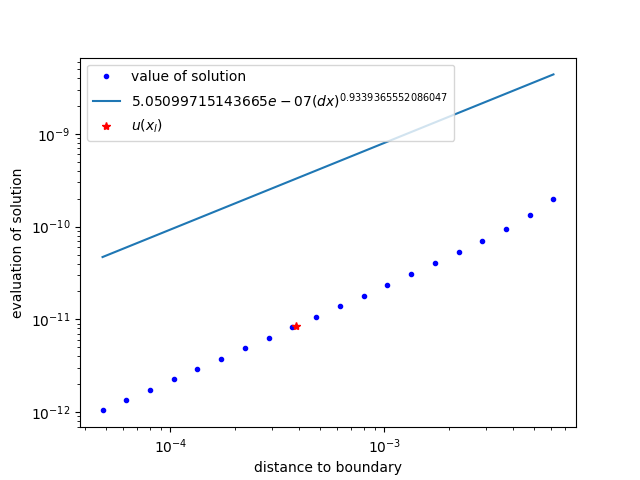 value of solution
5.05099715143665e − 07(dx)^0.9339365552086047
u(x_l)
10^−9
10^−10
10^−11
10^−12
evaluation of solution
10^−4
10^−3
distance to boundary